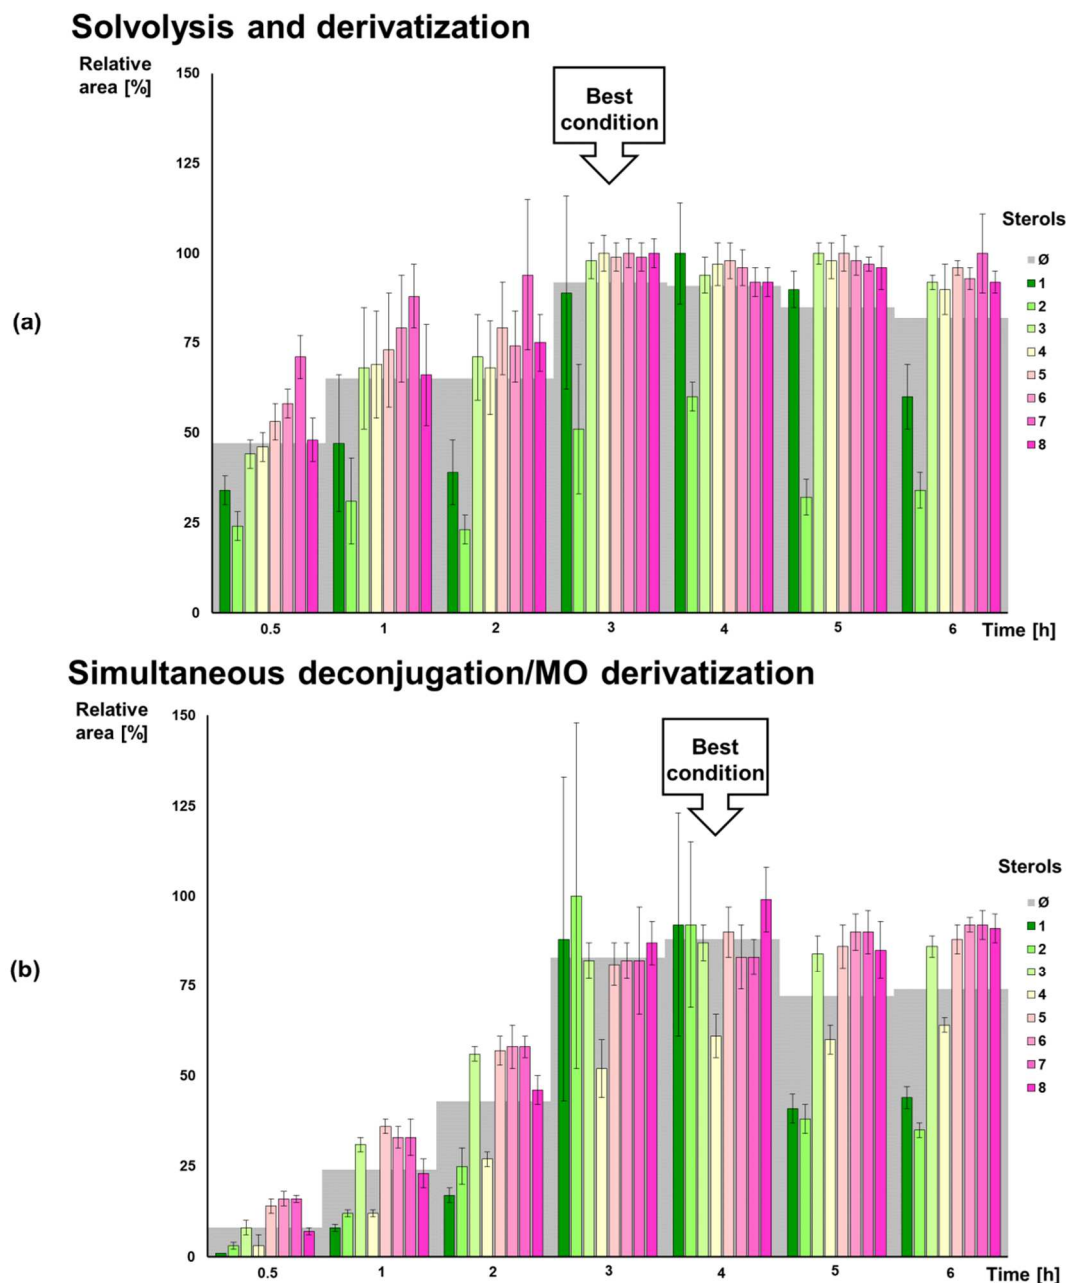 Solvolysis and derivatization
Relative
area [%]
150
125
100
75
50
25
0
Best
condition
(a)
Sterols
Ø
1
2
3
4
5
6
7
8
0.5 1 2 3 4 5 6 Time [h]
Simultaneous deconjugation/MO derivatization
Relative
area [%]
150
125
100
75
50
25
0
Best
condition
(b)
Sterols
Ø
1
2
3
4
5
6
7
8
0.5 1 2 3 4 5 6 Time [h]